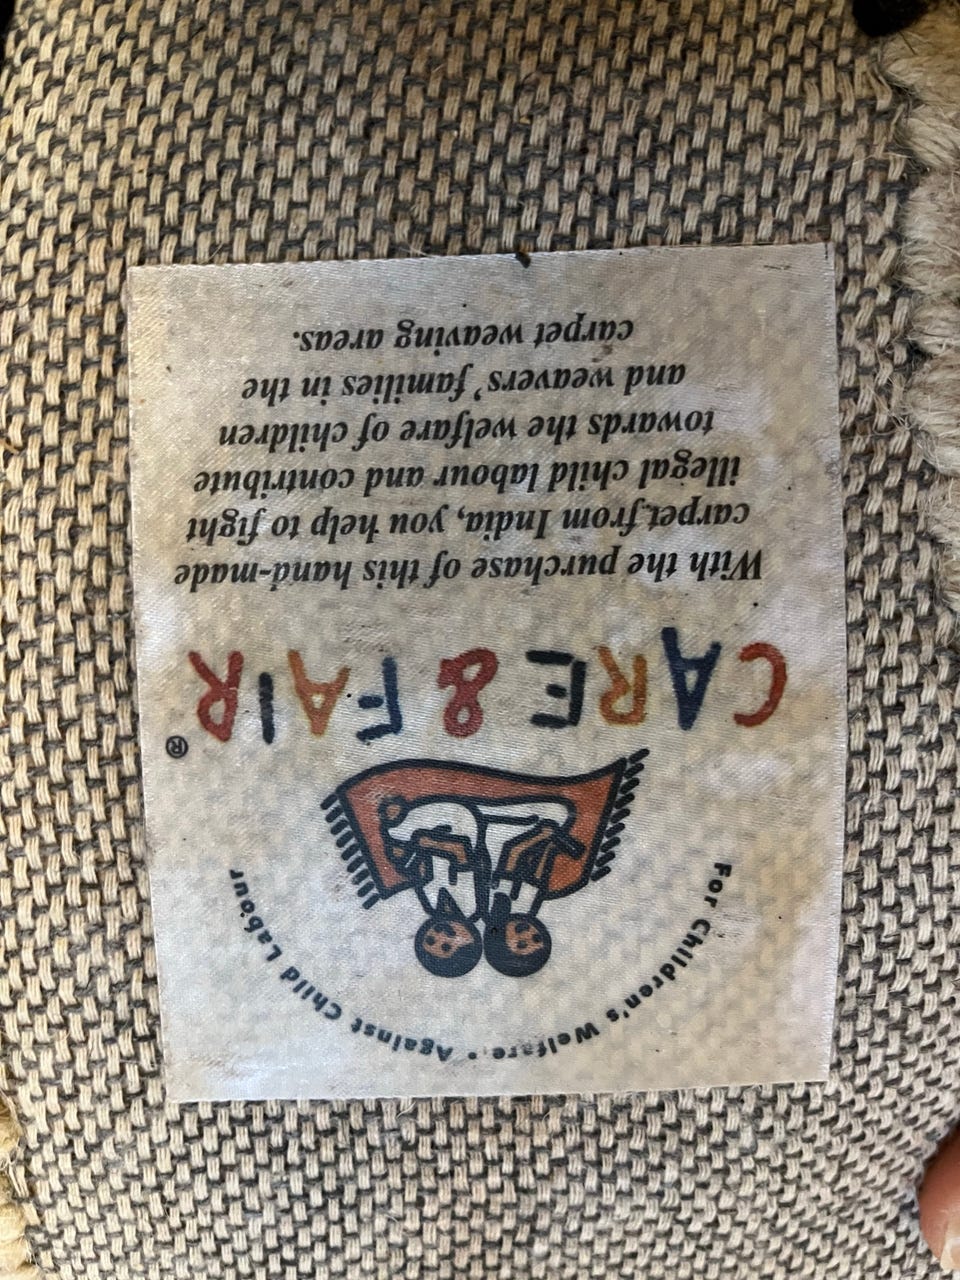 For Children's Welfare • Against Child Labour
CARE & FAIR®
With the purchase of this hand-made
carpet from India, you help to fight
illegal child labour and contribute
towards the welfare of children
and weavers' families in the
carpet weaving areas.